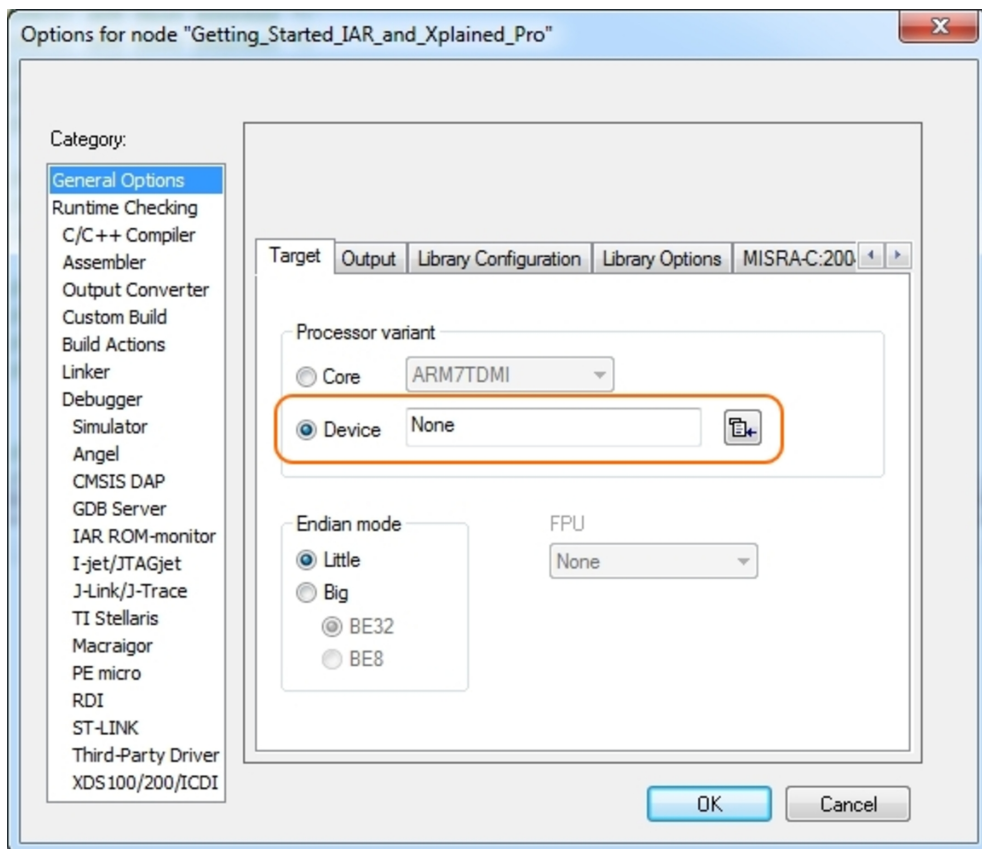 Options for node "Getting_Started_IAR_and_Xplained_Pro"
Category:
General Options
Runtime Checking
C/C++ Compiler
Assembler
Output Converter
Custom Build
Build Actions
Linker
Debugger
Simulator
Angel
CMSIS DAP
GDB Server
IAR ROM-monitor
I-jet/JTAGjet
J-Link/J-Trace
TI Stellaris
Macraigor
PE micro
RDI
ST-LINK
Third-Party Driver
XDS100/200/ICDI
Target Output Library Configuration Library Options MISRA-C:200
Processor variant
Core ARM7TDMI
Device None
Endian mode
Little
Big
BE32
BE8
FPU
None
OK Cancel